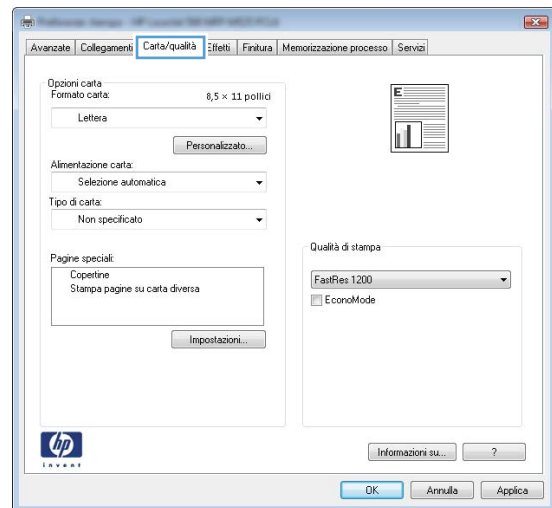 Avanzate Collegamenti Carta/qualità Effetti Finitura Memorizzazione processo Servizi
Opzioni carta
Formato carta: 8,5 × 11 pollici
Lettera
Personalizzato...
Alimentazione carta:
Selezione automatica
Tipo di carta:
Non specificato
Pagine speciali:
Copertine
Stampa pagine su carta diversa
Impostazioni...
E
Qualità di stampa
FastRes 1200
EconoMode
hp
invent
Informazioni su... ?
OK Annulla Applica